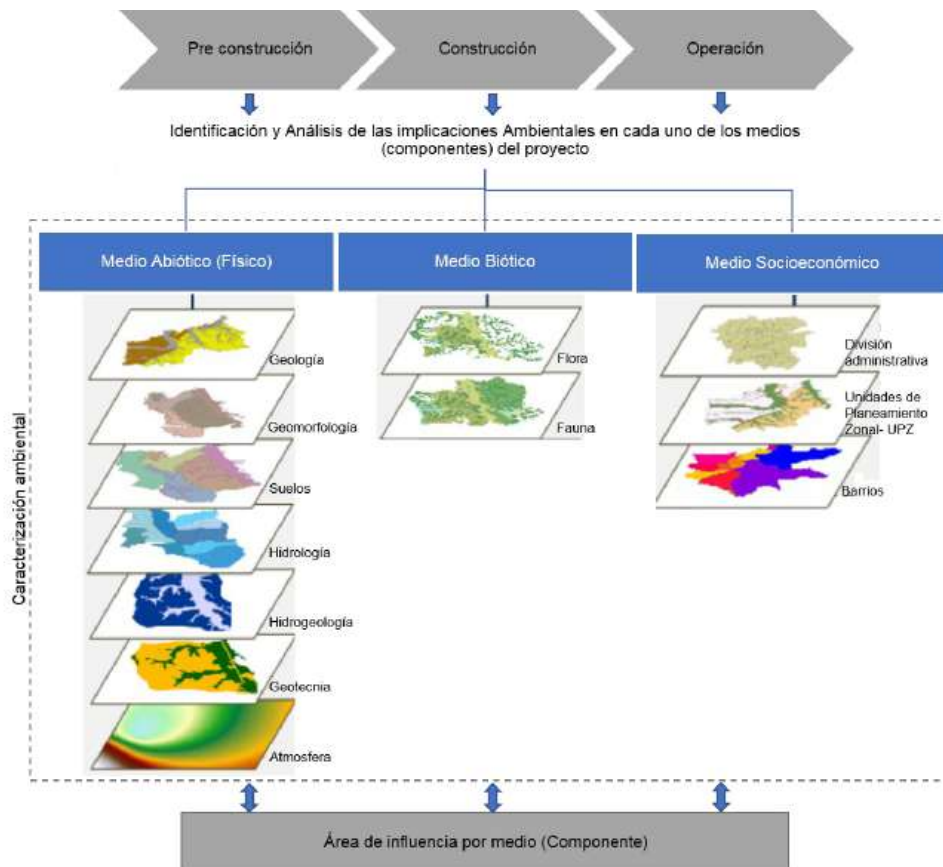 Pre construcción
Construcción
Operación
Identificación y Análisis de las implicaciones Ambientales en cada uno de los medios
(componentes) del proyecto
Medio Abiótico (Físico)
Medio Biótico
Medio Socioeconómico
Caracterización ambiental
Geología
Geomorfología
Suelos
Hidrología
Hidrogeología
Geotecnia
Atmosfera
Flora
Fauna
División
administrativa
Unidades de
Planeamiento
Zonal- UPZ
Barrios
Área de influencia por medio (Componente)